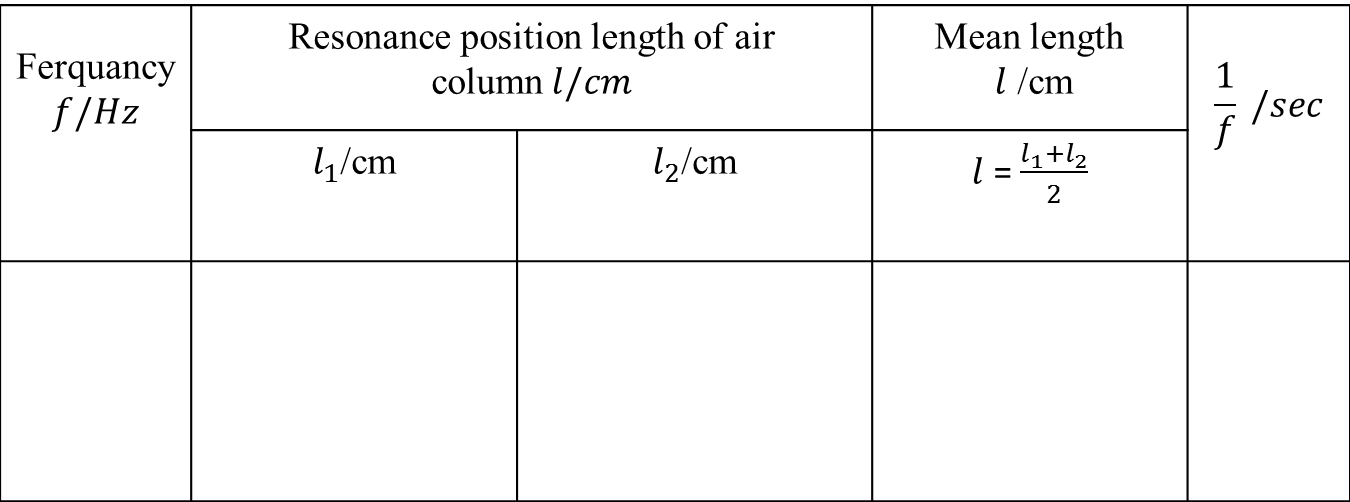 Ferquancy
f/Hz
Resonance position length of air
column l/cm
Mean length
l /cm
1/f /sec
l₁/cm
l₂/cm
l = l₁+l₂/2